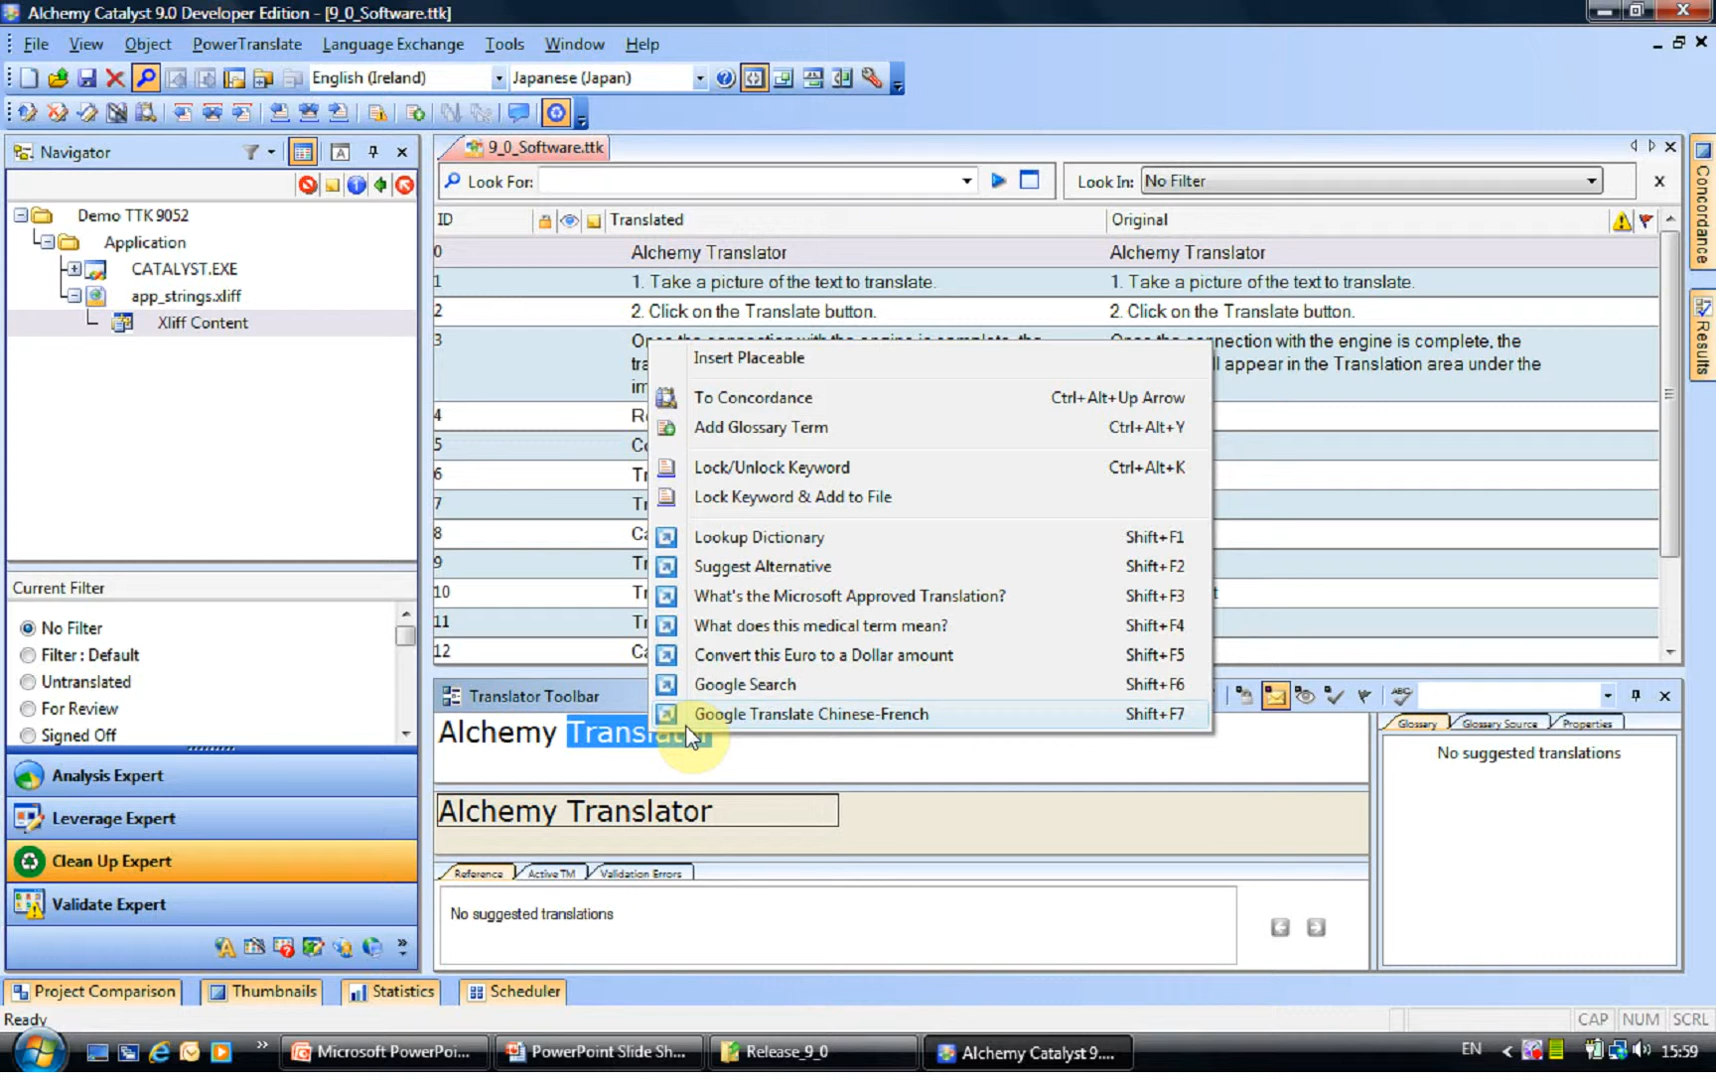 Alchemy Catalyst 9.0 Developer Edition - [9_0_Software.ttk]
File View Object PowerTranslate Language Exchange Tools Window Help
English (Ireland) Japanese (Japan)
Navigator
Demo TTK 9052
Application
CATALYST.EXE
app_strings.xliff
Xliff Content
Current Filter
No Filter
Filter : Default
Untranslated
For Review
Signed Off
Analysis Expert
Leverage Expert
Clean Up Expert
Validate Expert
9_0_Software.ttk
Look For: Look In: No Filter
ID Translated Original
0 Alchemy Translator Alchemy Translator
1 1. Take a picture of the text to translate. 1. Take a picture of the text to translate.
2 2. Click on the Translate button. 2. Click on the Translate button.
3 Once the connection with the engine is complete, the
appear in the Translation area under the
4
5
6
7
8
9
10
11
12
Insert Placeable
To Concordance Ctrl+Alt+Up Arrow
Add Glossary Term Ctrl+Alt+Y
Lock/Unlock Keyword Ctrl+Alt+K
Lock Keyword & Add to File
Lookup Dictionary Shift+F1
Suggest Alternative Shift+F2
What's the Microsoft Approved Translation? Shift+F3
What does this medical term mean? Shift+F4
Convert this Euro to a Dollar amount Shift+F5
Google Search Shift+F6
Google Translate Chinese-French Shift+F7
Translator Toolbar
Alchemy Translator
Alchemy Translator
Reference Active TM Validation Errors
No suggested translations
Glossary Glossary Source Properties
No suggested translations
Concordance
Results
Project Comparison Thumbnails Statistics Scheduler
Ready CAP NUM SCRL
Microsoft PowerPoi... PowerPoint Slide Sh... Release_9_0 Alchemy Catalyst 9.... EN 15:59